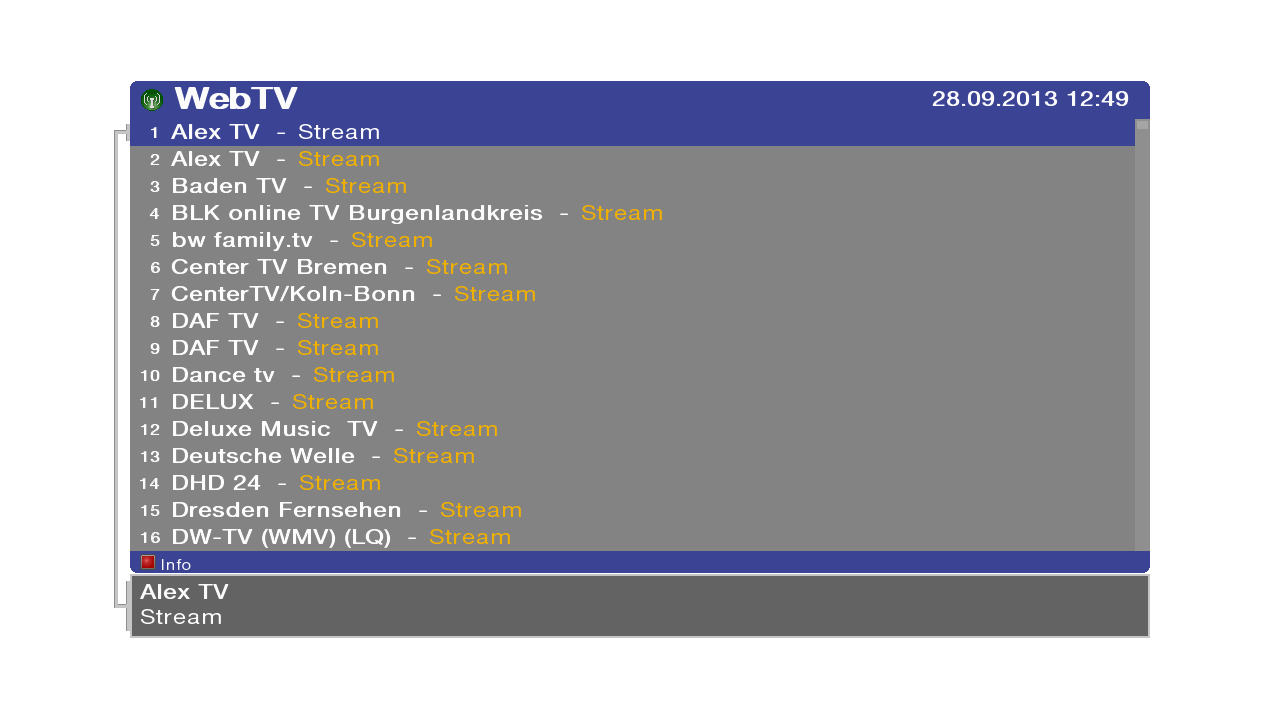 WebTV 28.09.2013 12:49
1 Alex TV - Stream
2 Alex TV - Stream
3 Baden TV - Stream
4 BLK online TV Burgenlandkreis - Stream
5 bw family.tv - Stream
6 Center TV Bremen - Stream
7 CenterTV/Koln-Bonn - Stream
8 DAF TV - Stream
9 DAF TV - Stream
10 Dance tv - Stream
11 DELUX - Stream
12 Deluxe Music  TV - Stream
13 Deutsche Welle - Stream
14 DHD 24 - Stream
15 Dresden Fernsehen - Stream
16 DW-TV (WMV) (LQ) - Stream
Info
Alex TV
Stream